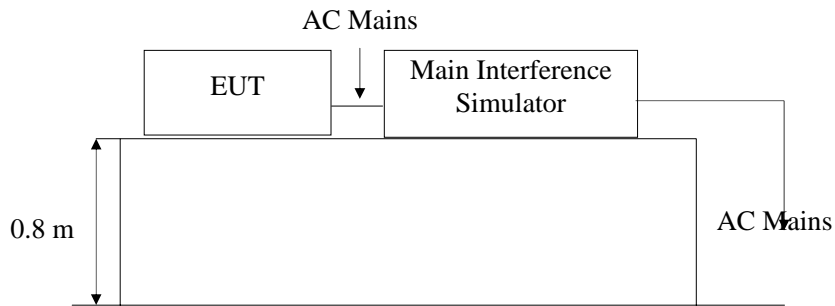 AC Mains
EUT
Main Interference
Simulator
0.8 m
AC Mains